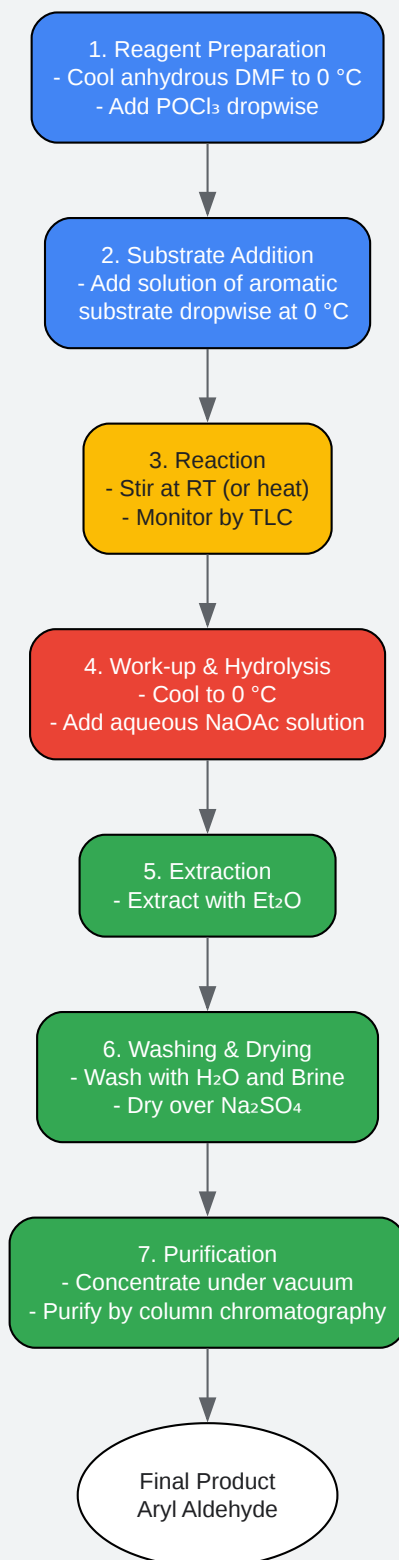 1. Reagent Preparation
- Cool anhydrous DMF to 0 °C
- Add POCl₃ dropwise
2. Substrate Addition
- Add solution of aromatic
substrate dropwise at 0 °C
3. Reaction
- Stir at RT (or heat)
- Monitor by TLC
4. Work-up & Hydrolysis
- Cool to 0 °C
- Add aqueous NaOAc solution
5. Extraction
- Extract with Et₂O
6. Washing & Drying
- Wash with H₂O and Brine
- Dry over Na₂SO₄
7. Purification
- Concentrate under vacuum
- Purify by column chromatography
Final Product
Aryl Aldehyde